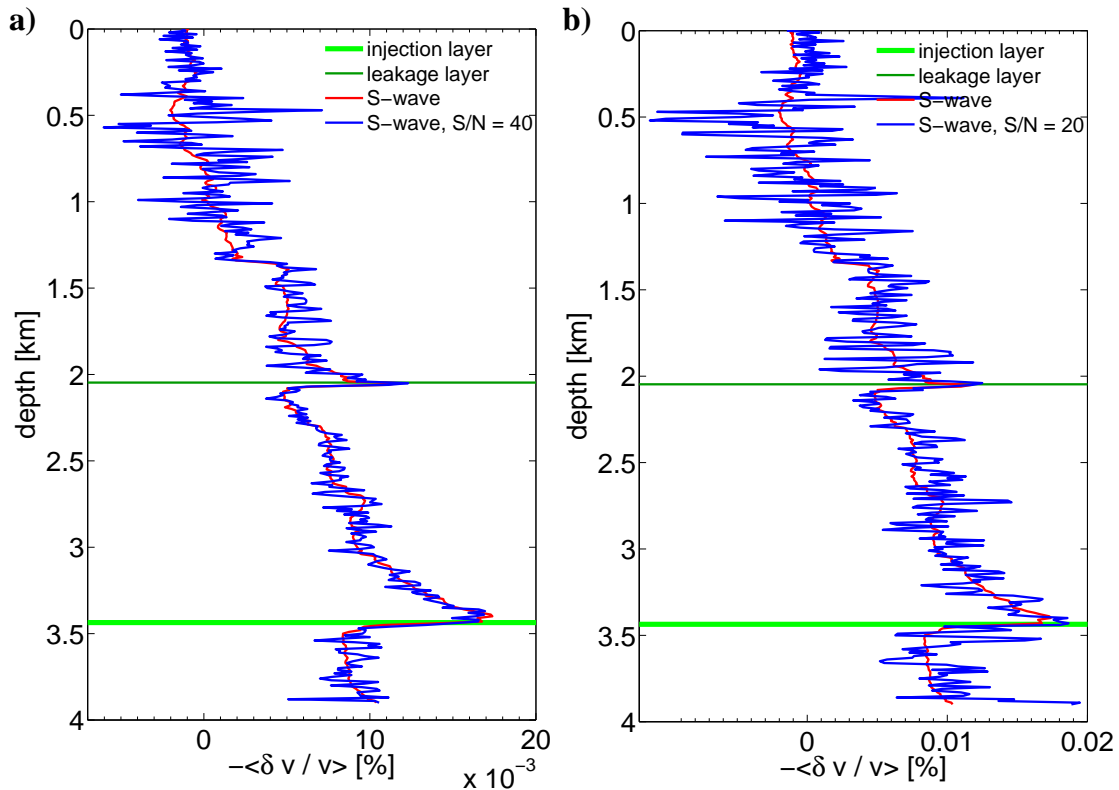 a)
0
0.5
1
1.5
2
2.5
3
3.5
4
depth [km]
injection layer
leakage layer
S−wave
S−wave, S/N = 40
0
10
20
−<δ v / v> [%]
x 10⁻³
b)
0
0.5
1
1.5
2
2.5
3
3.5
4
depth [km]
injection layer
leakage layer
S−wave
S−wave, S/N = 20
0
0.01
0.02
−<δ v / v> [%]